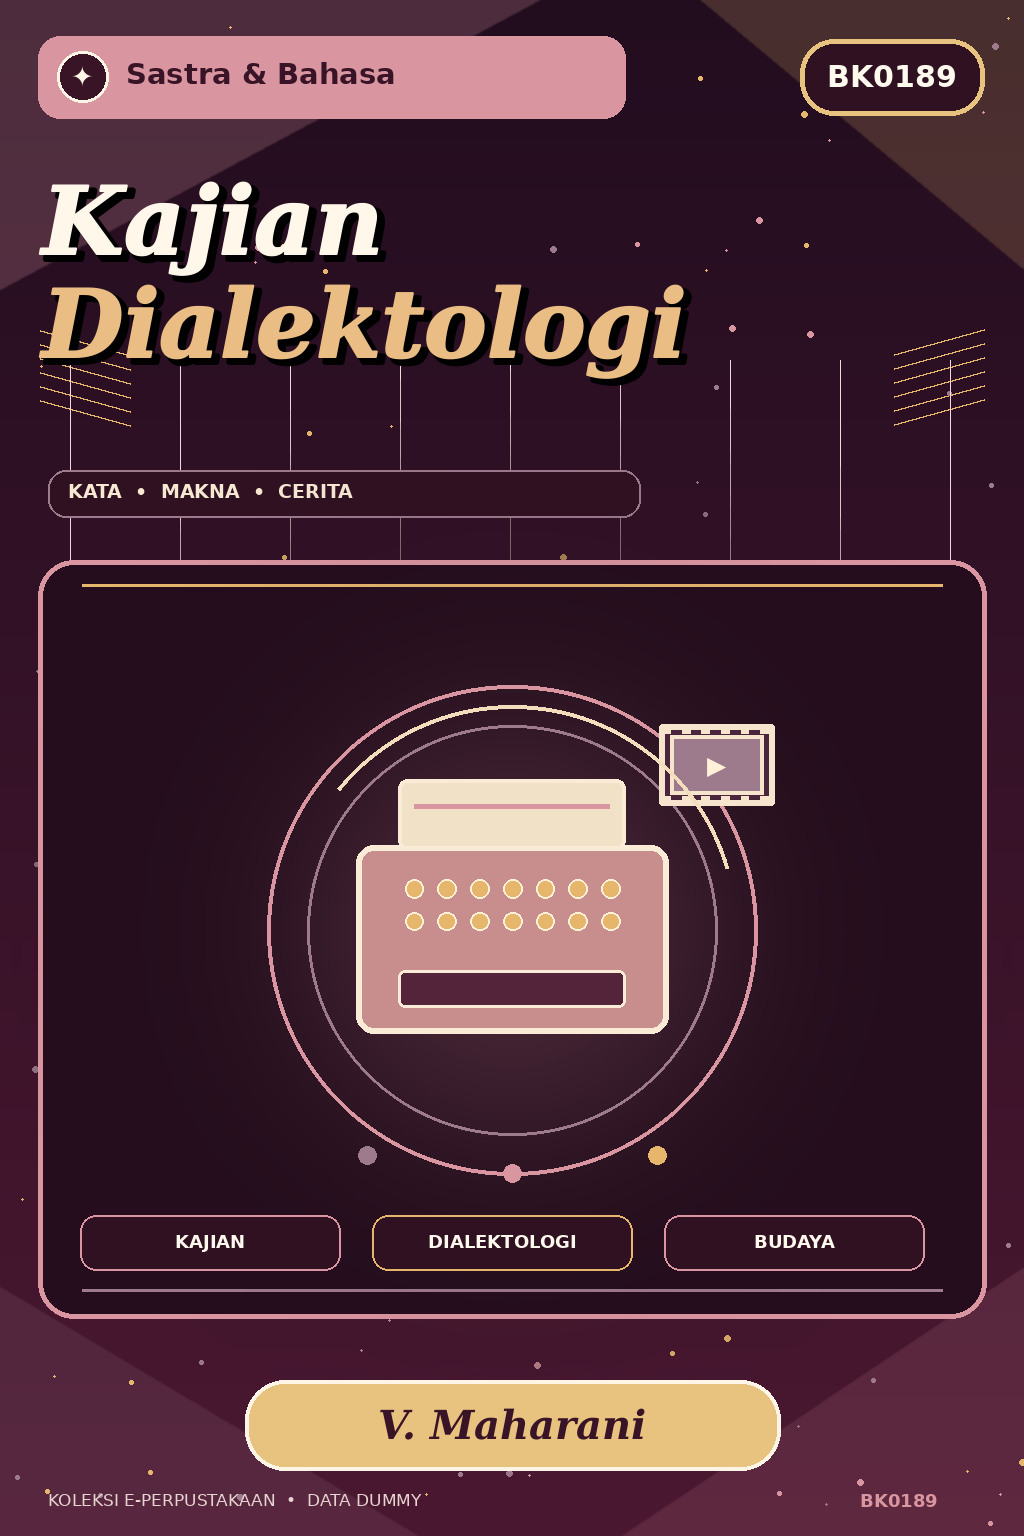 ✦ Sastra & Bahasa
BK0189
Kajian
Dialektologi
KATA • MAKNA • CERITA
KAJIAN
DIALEKTOLOGI
BUDAYA
V. Maharani
KOLEKSI E-PERPUSTAKAAN • DATA DUMMY
BK0189